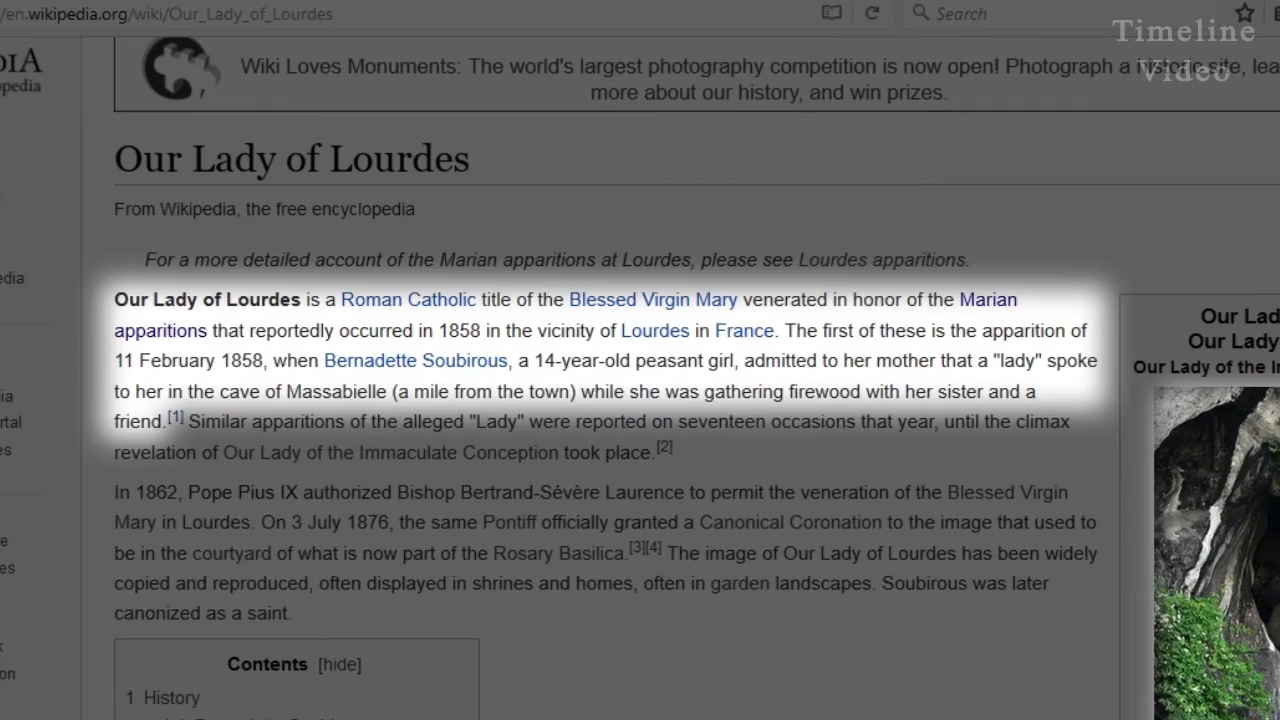 /en.wikipedia.org/wiki/Our_Lady_of_Lourdes
Search
Timeline
Video
pedia
Wiki Loves Monuments: The world's largest photography competition is now open! Photograph a historic site, lea
more about our history, and win prizes.
Our Lady of Lourdes
From Wikipedia, the free encyclopedia
For a more detailed account of the Marian apparitions at Lourdes, please see Lourdes apparitions.
Our Lady of Lourdes is a Roman Catholic title of the Blessed Virgin Mary venerated in honor of the Marian
apparitions that reportedly occurred in 1858 in the vicinity of Lourdes in France. The first of these is the apparition of
11 February 1858, when Bernadette Soubirous, a 14-year-old peasant girl, admitted to her mother that a "lady" spoke
to her in the cave of Massabielle (a mile from the town) while she was gathering firewood with her sister and a
friend.[1] Similar apparitions of the alleged "Lady" were reported on seventeen occasions that year, until the climax
revelation of Our Lady of the Immaculate Conception took place.[2]
In 1862, Pope Pius IX authorized Bishop Bertrand-Sévère Laurence to permit the veneration of the Blessed Virgin
Mary in Lourdes. On 3 July 1876, the same Pontiff officially granted a Canonical Coronation to the image that used to
be in the courtyard of what is now part of the Rosary Basilica.[3][4] The image of Our Lady of Lourdes has been widely
copied and reproduced, often displayed in shrines and homes, often in garden landscapes. Soubirous was later
canonized as a saint.
Contents [hide]
1 History
Our Lad
Our Lady
Our Lady of the I